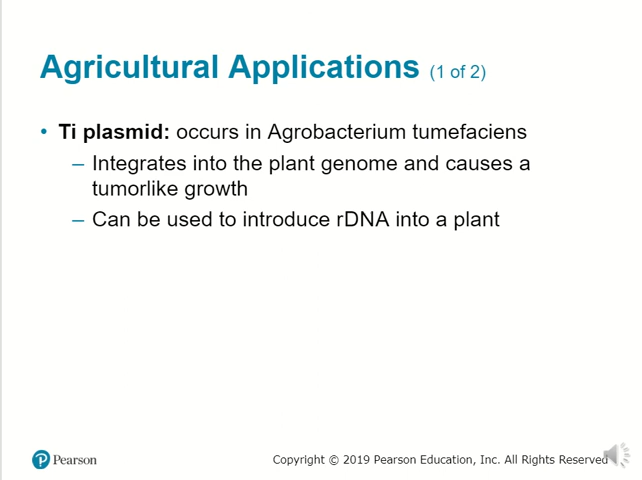 Agricultural Applications (1 of 2)
• Ti plasmid: occurs in Agrobacterium tumefaciens
– Integrates into the plant genome and causes a
tumorlike growth
– Can be used to introduce rDNA into a plant
Pearson
Copyright © 2019 Pearson Education, Inc. All Rights Reserved